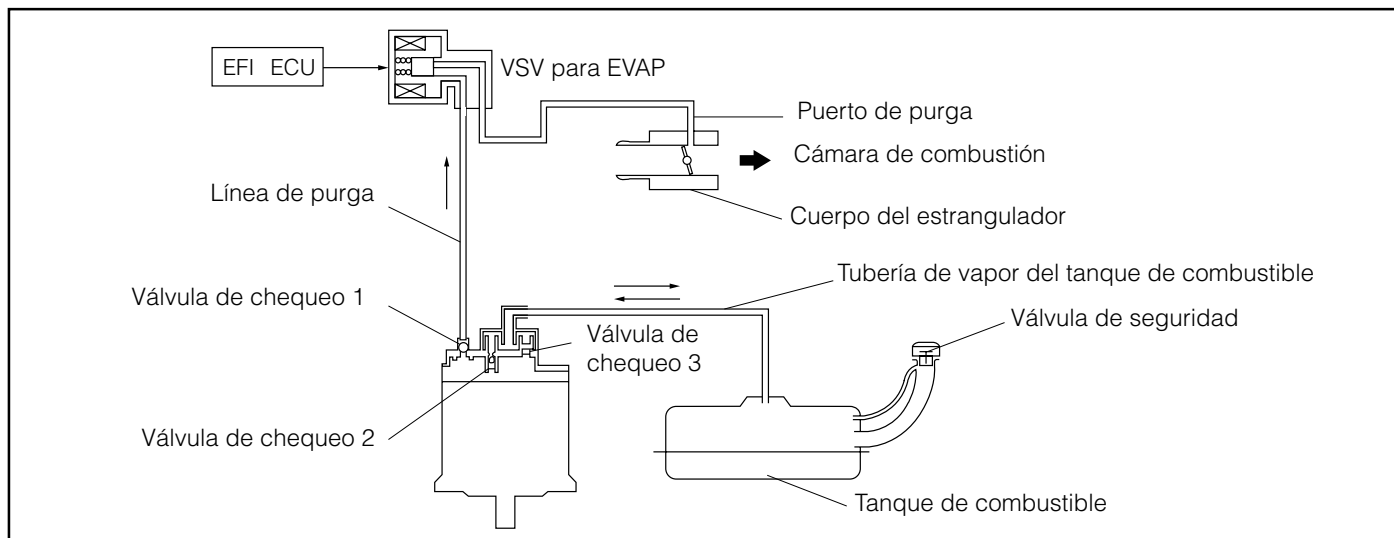 EFI ECU
VSV para EVAP
Puerto de purga
Cámara de combustión
Línea de purga
Cuerpo del estrangulador
Tubería de vapor del tanque de combustible
Válvula de chequeo 1
Válvula de seguridad
Válvula de
chequeo 3
Válvula de chequeo 2
Tanque de combustible